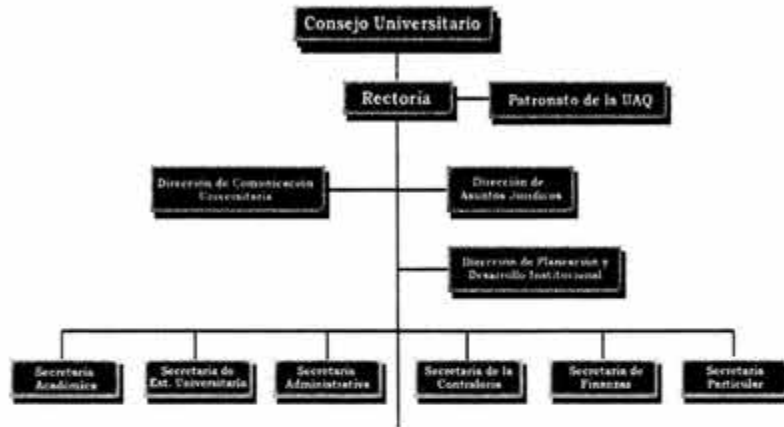 Consejo Universitario
Rectoría
Patronato de la UAQ
Dirección de Comunicación
Universitaria
Dirección de
Asuntos Jurídicos
Dirección de Planeación y
Desarrollo Institucional
Secretaría
Académica
Secretaría de
Ext. Universitaria
Secretaría
Administrativa
Secretaría de la
Contraloría
Secretaría de
Finanzas
Secretaría
Particular